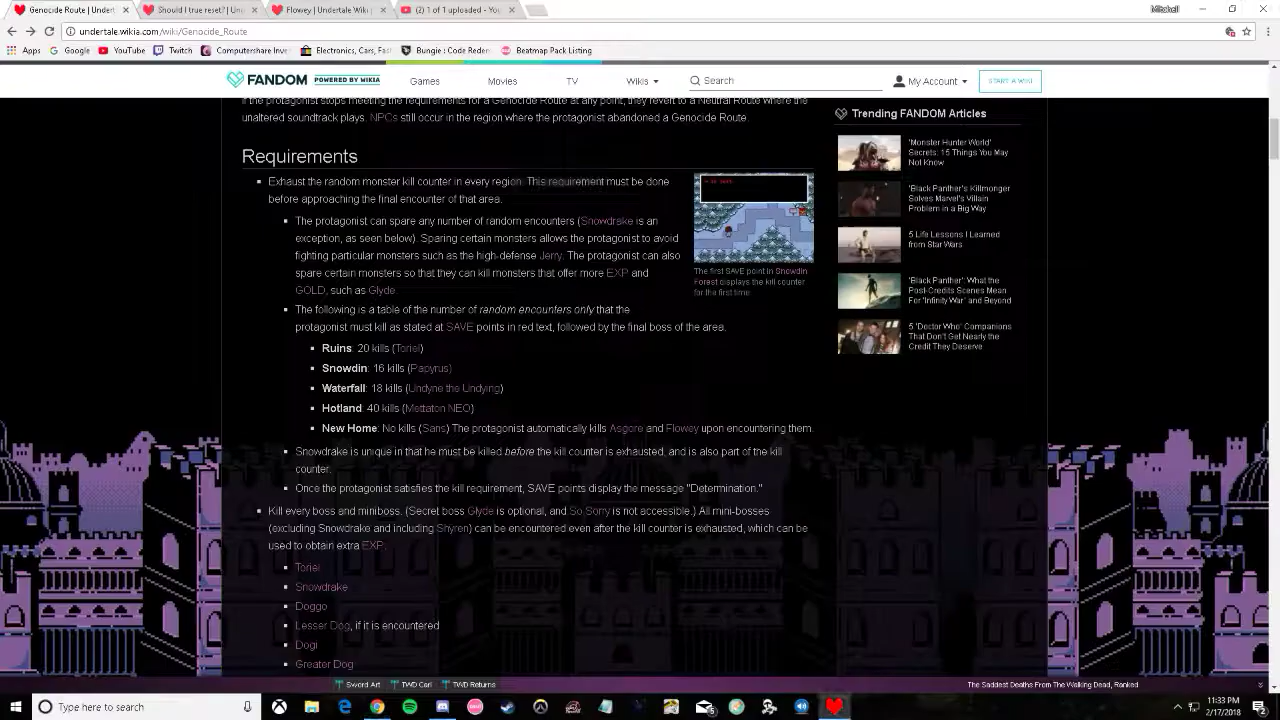 Genocide Route | Undert
Should I true reset? | Un
Flowey | Undertale Wiki |
(2) 1 of 1 uploaded - You
Mitchell
undertale.wikia.com/wiki/Genocide_Route
Apps Google YouTube Twitch Computershare Inves Electronics, Cars, Fas Bungie: Code Redem Beatmap Pack Listing
FANDOM POWERED BY WIKIA Games Movies TV Wikis Search My Account START A WIKI
If the protagonist stops meeting the requirements for a Genocide Route at any point, they revert to a Neutral Route where the
unaltered soundtrack plays. NPCs still occur in the region where the protagonist abandoned a Genocide Route.
Requirements
Exhaust the random monster kill counter in every region. This requirement must be done
before approaching the final encounter of that area.
The protagonist can spare any number of random encounters (Snowdrake is an
exception, as seen below). Sparing certain monsters allows the protagonist to avoid
fighting particular monsters such as the high-defense Jerry. The protagonist can also
spare certain monsters so that they can kill monsters that offer more EXP and
GOLD, such as Glyde.
The following is a table of the number of random encounters only that the
protagonist must kill as stated at SAVE points in red text, followed by the final boss of the area.
Ruins: 20 kills (Toriel)
Snowdin: 16 kills (Papyrus)
Waterfall: 18 kills (Undyne the Undying)
Hotland: 40 kills (Mettaton NEO)
New Home: No kills (Sans) The protagonist automatically kills Asgore and Flowey upon encountering them.
Snowdrake is unique in that he must be killed before the kill counter is exhausted, and is also part of the kill
counter.
Once the protagonist satisfies the kill requirement, SAVE points display the message "Determination."
Kill every boss and miniboss. (Secret boss Glyde is optional, and So Sorry is not accessible.) All mini-bosses
(excluding Snowdrake and including Shyren) can be encountered even after the kill counter is exhausted, which can be
used to obtain extra EXP.
Toriel
Snowdrake
Doggo
Lesser Dog, if it is encountered
Dogi
Greater Dog
The first SAVE point in Snowdin
Forest displays the kill counter
for the first time.
Trending FANDOM Articles
'Monster Hunter World'
Secrets: 15 Things You May
Not Know
'Black Panther's Killmonger
Solves Marvel's Villain
Problem in a Big Way
5 Life Lessons I Learned
from Star Wars
'Black Panther': What the
Post-Credits Scenes Mean
For 'Infinity War' and Beyond
5 'Doctor Who' Companions
That Don't Get Nearly the
Credit They Deserve
Sword Art TWD Carl TWD Returns The Saddest Deaths From The Walking Dead, Ranked
Type here to search
11:33 PM
2/17/2018